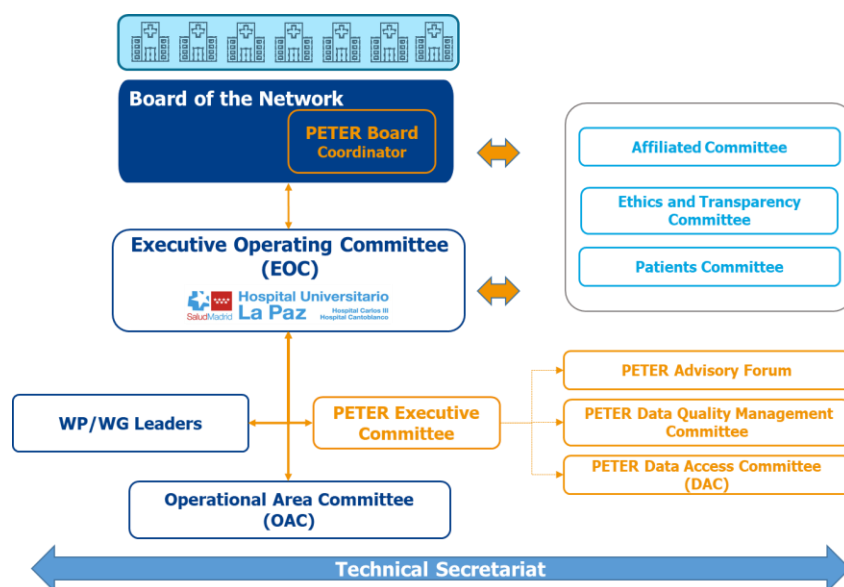 Board of the Network
PETER Board
Coordinator
Affiliated Committee
Ethics and Transparency
Committee
Patients Committee
Executive Operating Committee
(EOC)
SaludMadrid
Hospital Universitario
La Paz
Hospital Carlos III
Hospital Cantoblanco
WP/WG Leaders
PETER Executive
Committee
PETER Advisory Forum
PETER Data Quality Management
Committee
PETER Data Access Committee
(DAC)
Operational Area Committee
(OAC)
Technical Secretariat